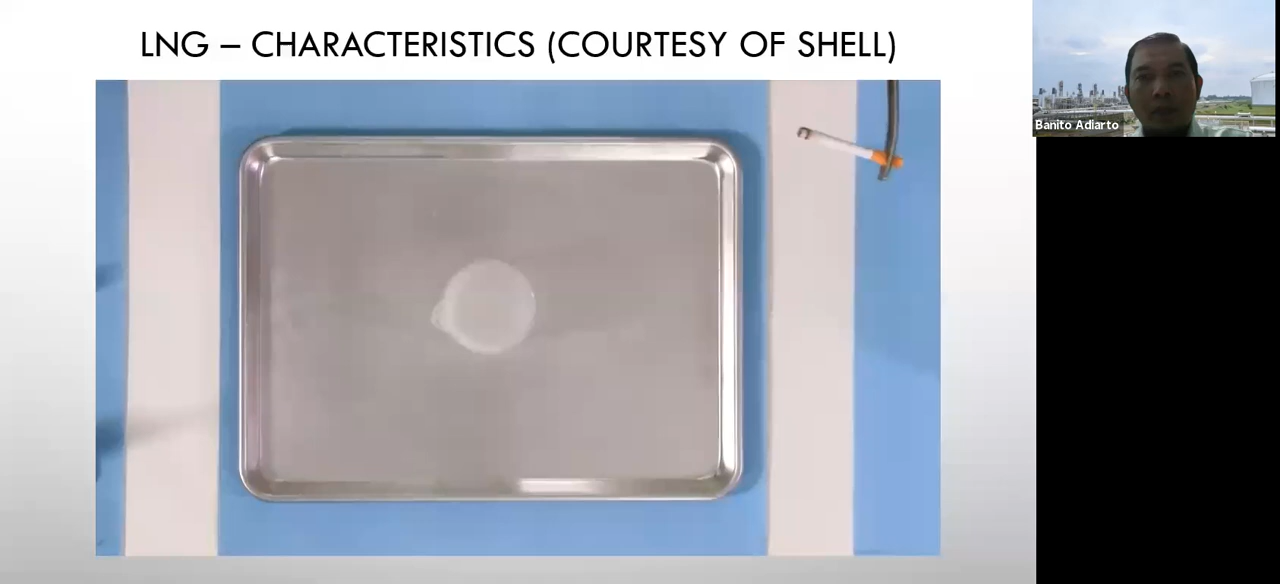 LNG – CHARACTERISTICS (COURTESY OF SHELL)
Banito Adiarto